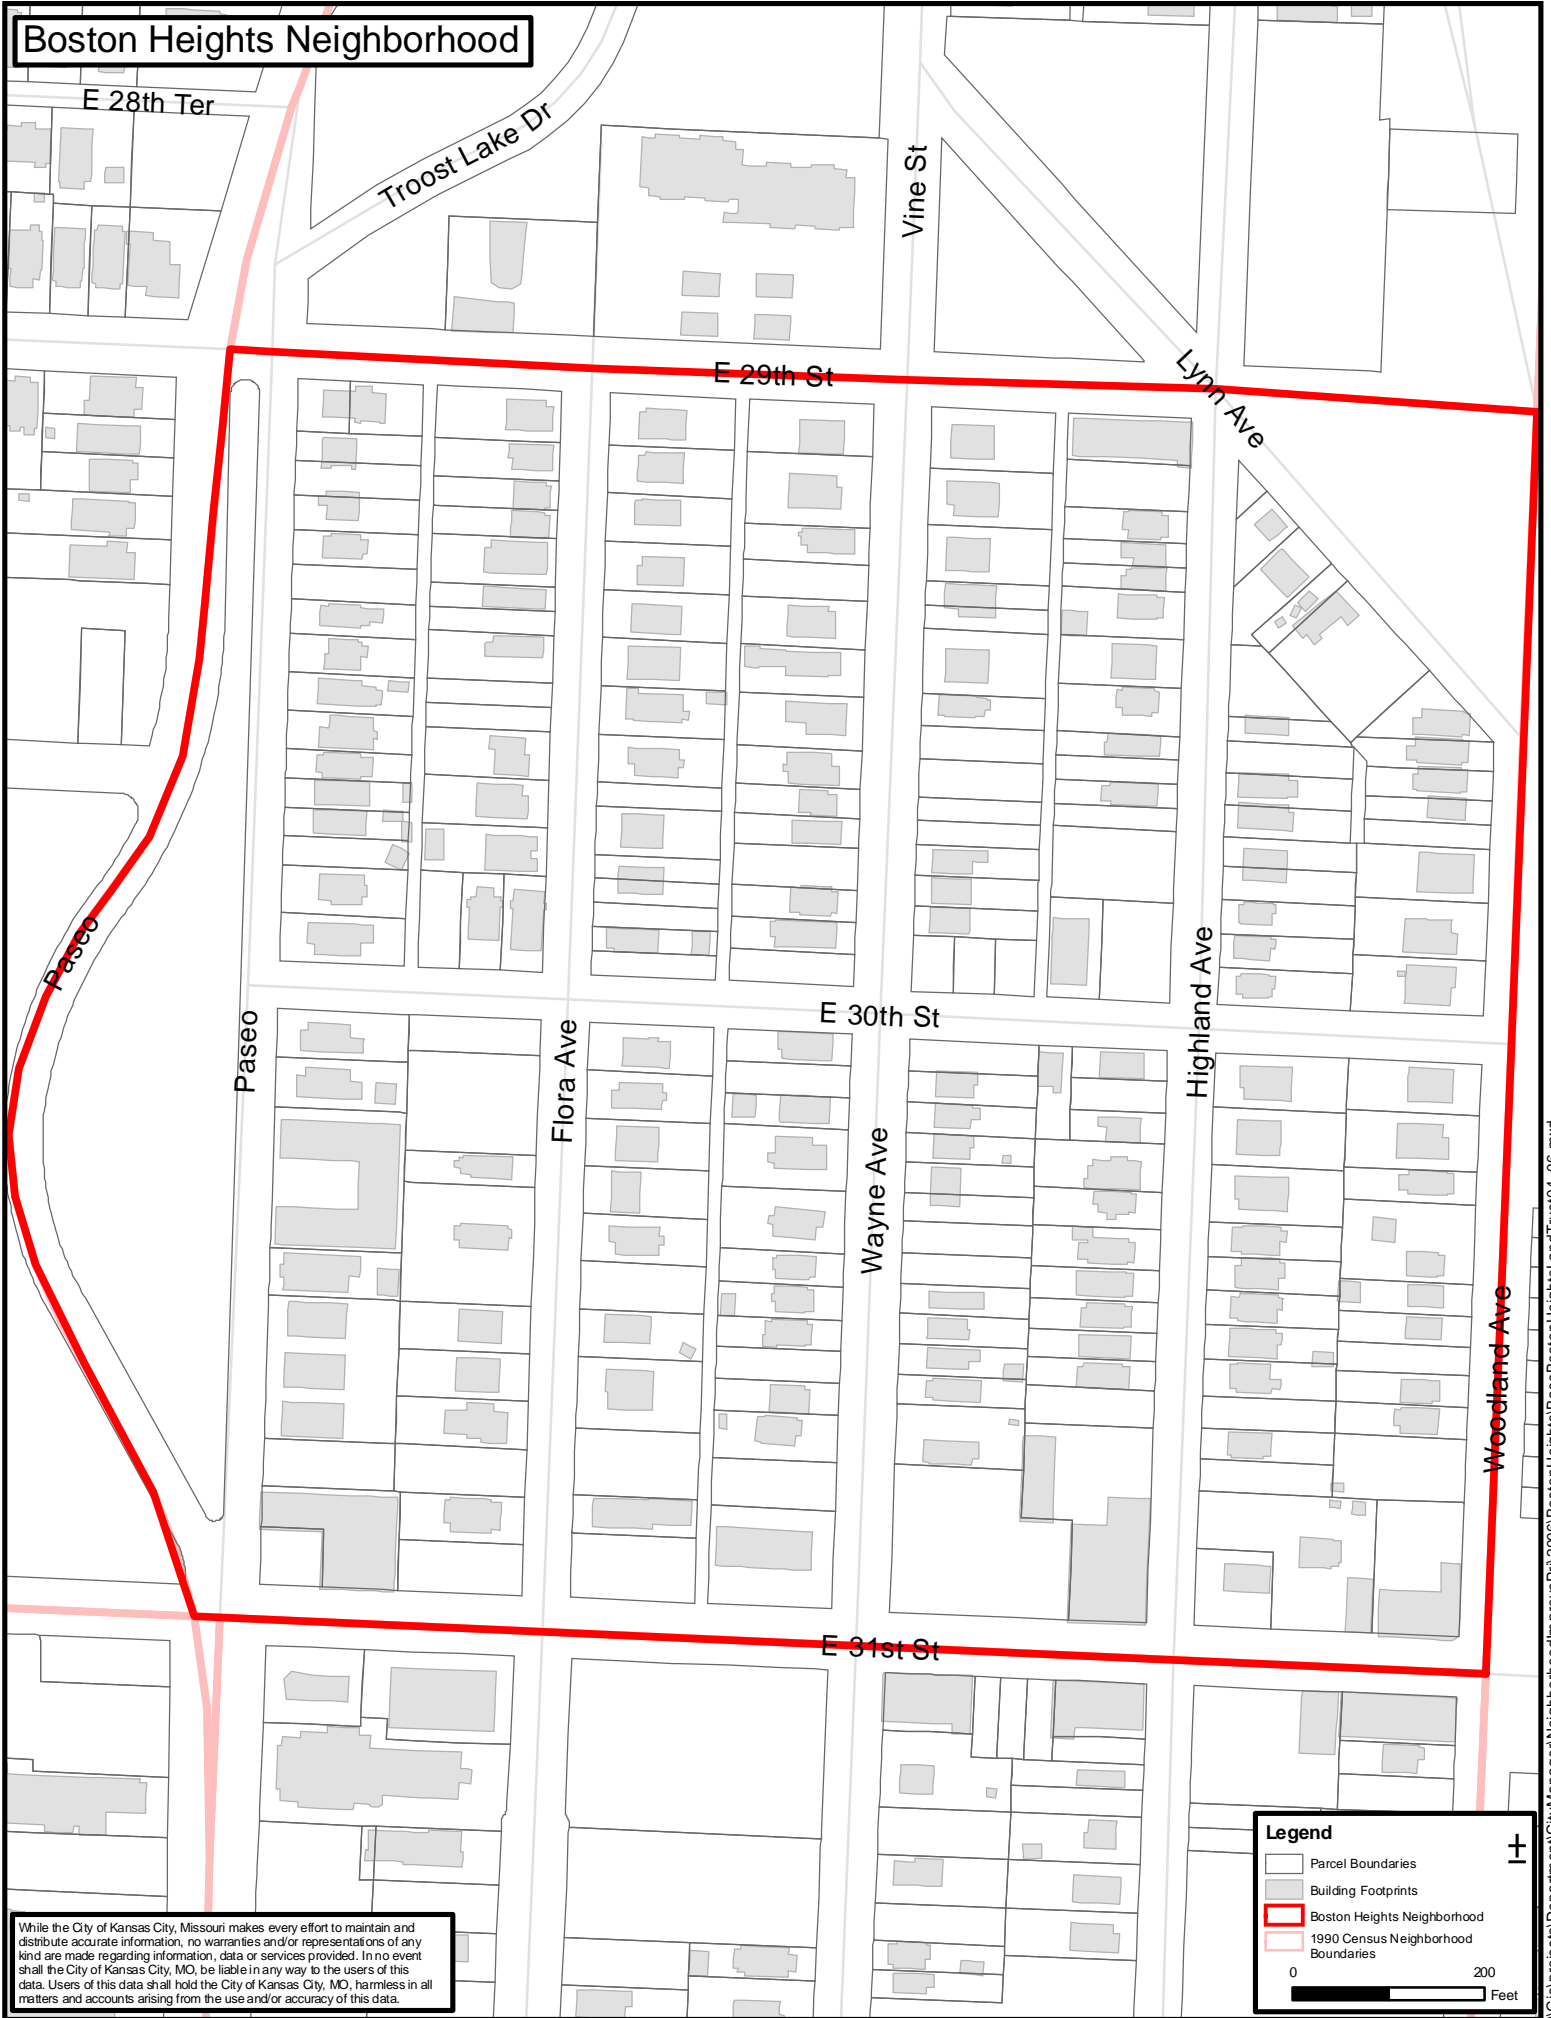 Boston Heights Neighborhood
E 28th Ter
Troost Lake Dr
Vine St
E 29th St
Lynn Ave
Paseo
Paseo
Flora Ave
E 30th St
Wayne Ave
Highland Ave
Woodland Ave
E 31st St
Legend
Parcel Boundaries
Building Footprints
Boston Heights Neighborhood
1990 Census Neighborhood
Boundaries
0 200
Feet
While the City of Kansas City, Missouri makes every effort to maintain and
distribute accurate information, no warranties and/or representations of any
kind are made regarding information, data or services provided. In no event
shall the City of Kansas City, MO, be liable in any way to the users of this
data. Users of this data shall hold the City of Kansas City, MO, harmless in all
matters and accounts arising from the use and/or accuracy of this data.